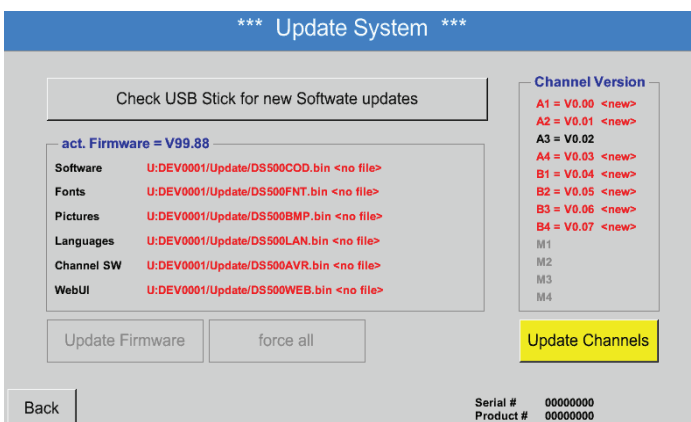 *** Update System ***
Check USB Stick for new Softwate updates
act. Firmware = V99.88
Software U:DEV0001/Update/DS500COD.bin <no file>
Fonts U:DEV0001/Update/DS500FNT.bin <no file>
Pictures U:DEV0001/Update/DS500BMP.bin <no file>
Languages U:DEV0001/Update/DS500LAN.bin <no file>
Channel SW U:DEV0001/Update/DS500AVR.bin <no file>
WebUI U:DEV0001/Update/DS500WEB.bin <no file>
Update Firmware
force all
Channel Version
A1 = V0.00 <new>
A2 = V0.01 <new>
A3 = V0.02
A4 = V0.03 <new>
B1 = V0.04 <new>
B2 = V0.05 <new>
B3 = V0.06 <new>
B4 = V0.07 <new>
M1
M2
M3
M4
Update Channels
Back
Serial # 00000000
Product # 00000000